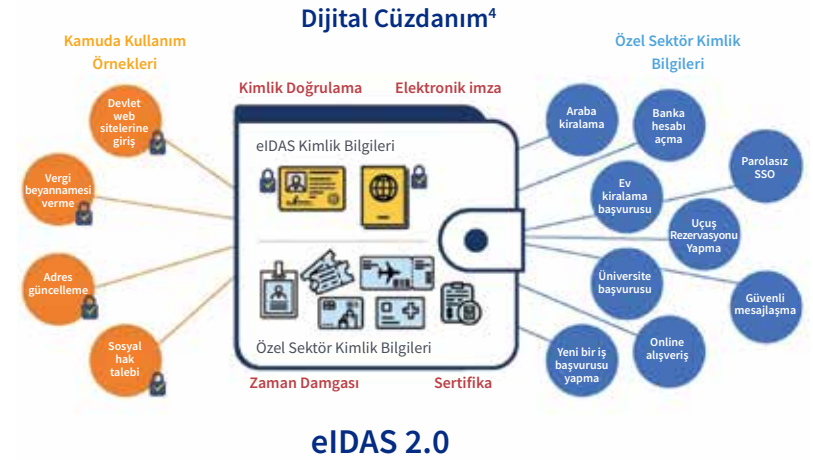 Dijital Cüzdanım⁴
Kamuda Kullanım
Örnekleri
Özel Sektör Kimlik
Bilgileri
Kimlik Doğrulama
Elektronik imza
Devlet
web
sitelerine
giriş
Vergi
beyannamesi
verme
Adres
güncelleme
Sosyal
hak
talebi
eIDAS Kimlik Bilgileri
Özel Sektör Kimlik Bilgileri
Araba
kiralama
Banka
hesabı
açma
Parolasız
SSO
Ev
kiralama
başvurusu
Uçuş
Rezervasyonu
Yapma
Üniversite
başvurusu
Güvenli
mesajlaşma
Online
alışveriş
Yeni bir iş
başvurusu
yapma
Zaman Damgası
Sertifika
eIDAS 2.0